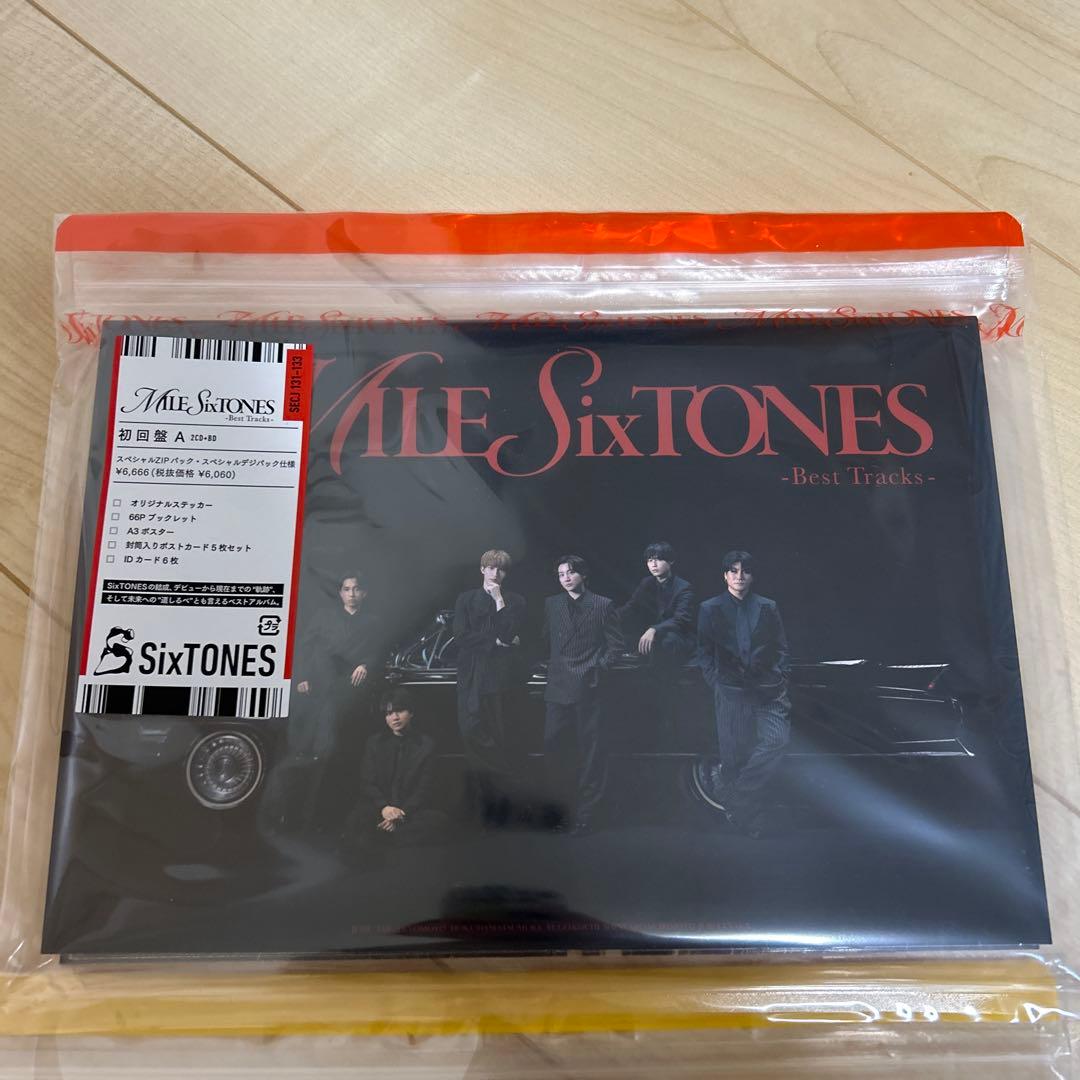 MILE SixTONES
MILE SixTONES
-Best Tracks-
SECJ 131-133
MILE SixTONES
-Best Tracks-
初回盤 A 2CD+BD
スペシャルZIPパック・スペシャルデジパック仕様
¥6,666(税抜価格 ¥6,060)
オリジナルステッカー
66P ブックレット
A3 ポスター
封筒入りポストカード5枚セット
IDカード6枚
SixTONESの結成、デビューから現在までの"軌跡"、
そして未来への"道しるべ"とも言えるベストアルバム。
プラ
SixTONES